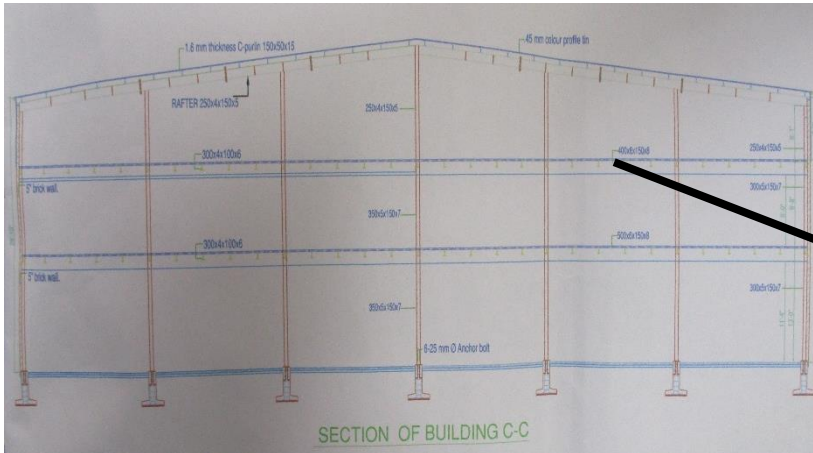 1.6 mm thickness C-purlin 150x50x15
45 mm colour profile tin
RAFTER 250x4x150x5
250x4x150x5
300x4x100x6
400x6x150x8
250x4x150x5
5" brick wall.
300x5x150x7
350x5x150x7
300x4x100x6
500x6x150x8
5" brick wall.
300x5x150x7
350x5x150x7
6-25 mm Ø Anchor bolt
SECTION OF BUILDING C-C